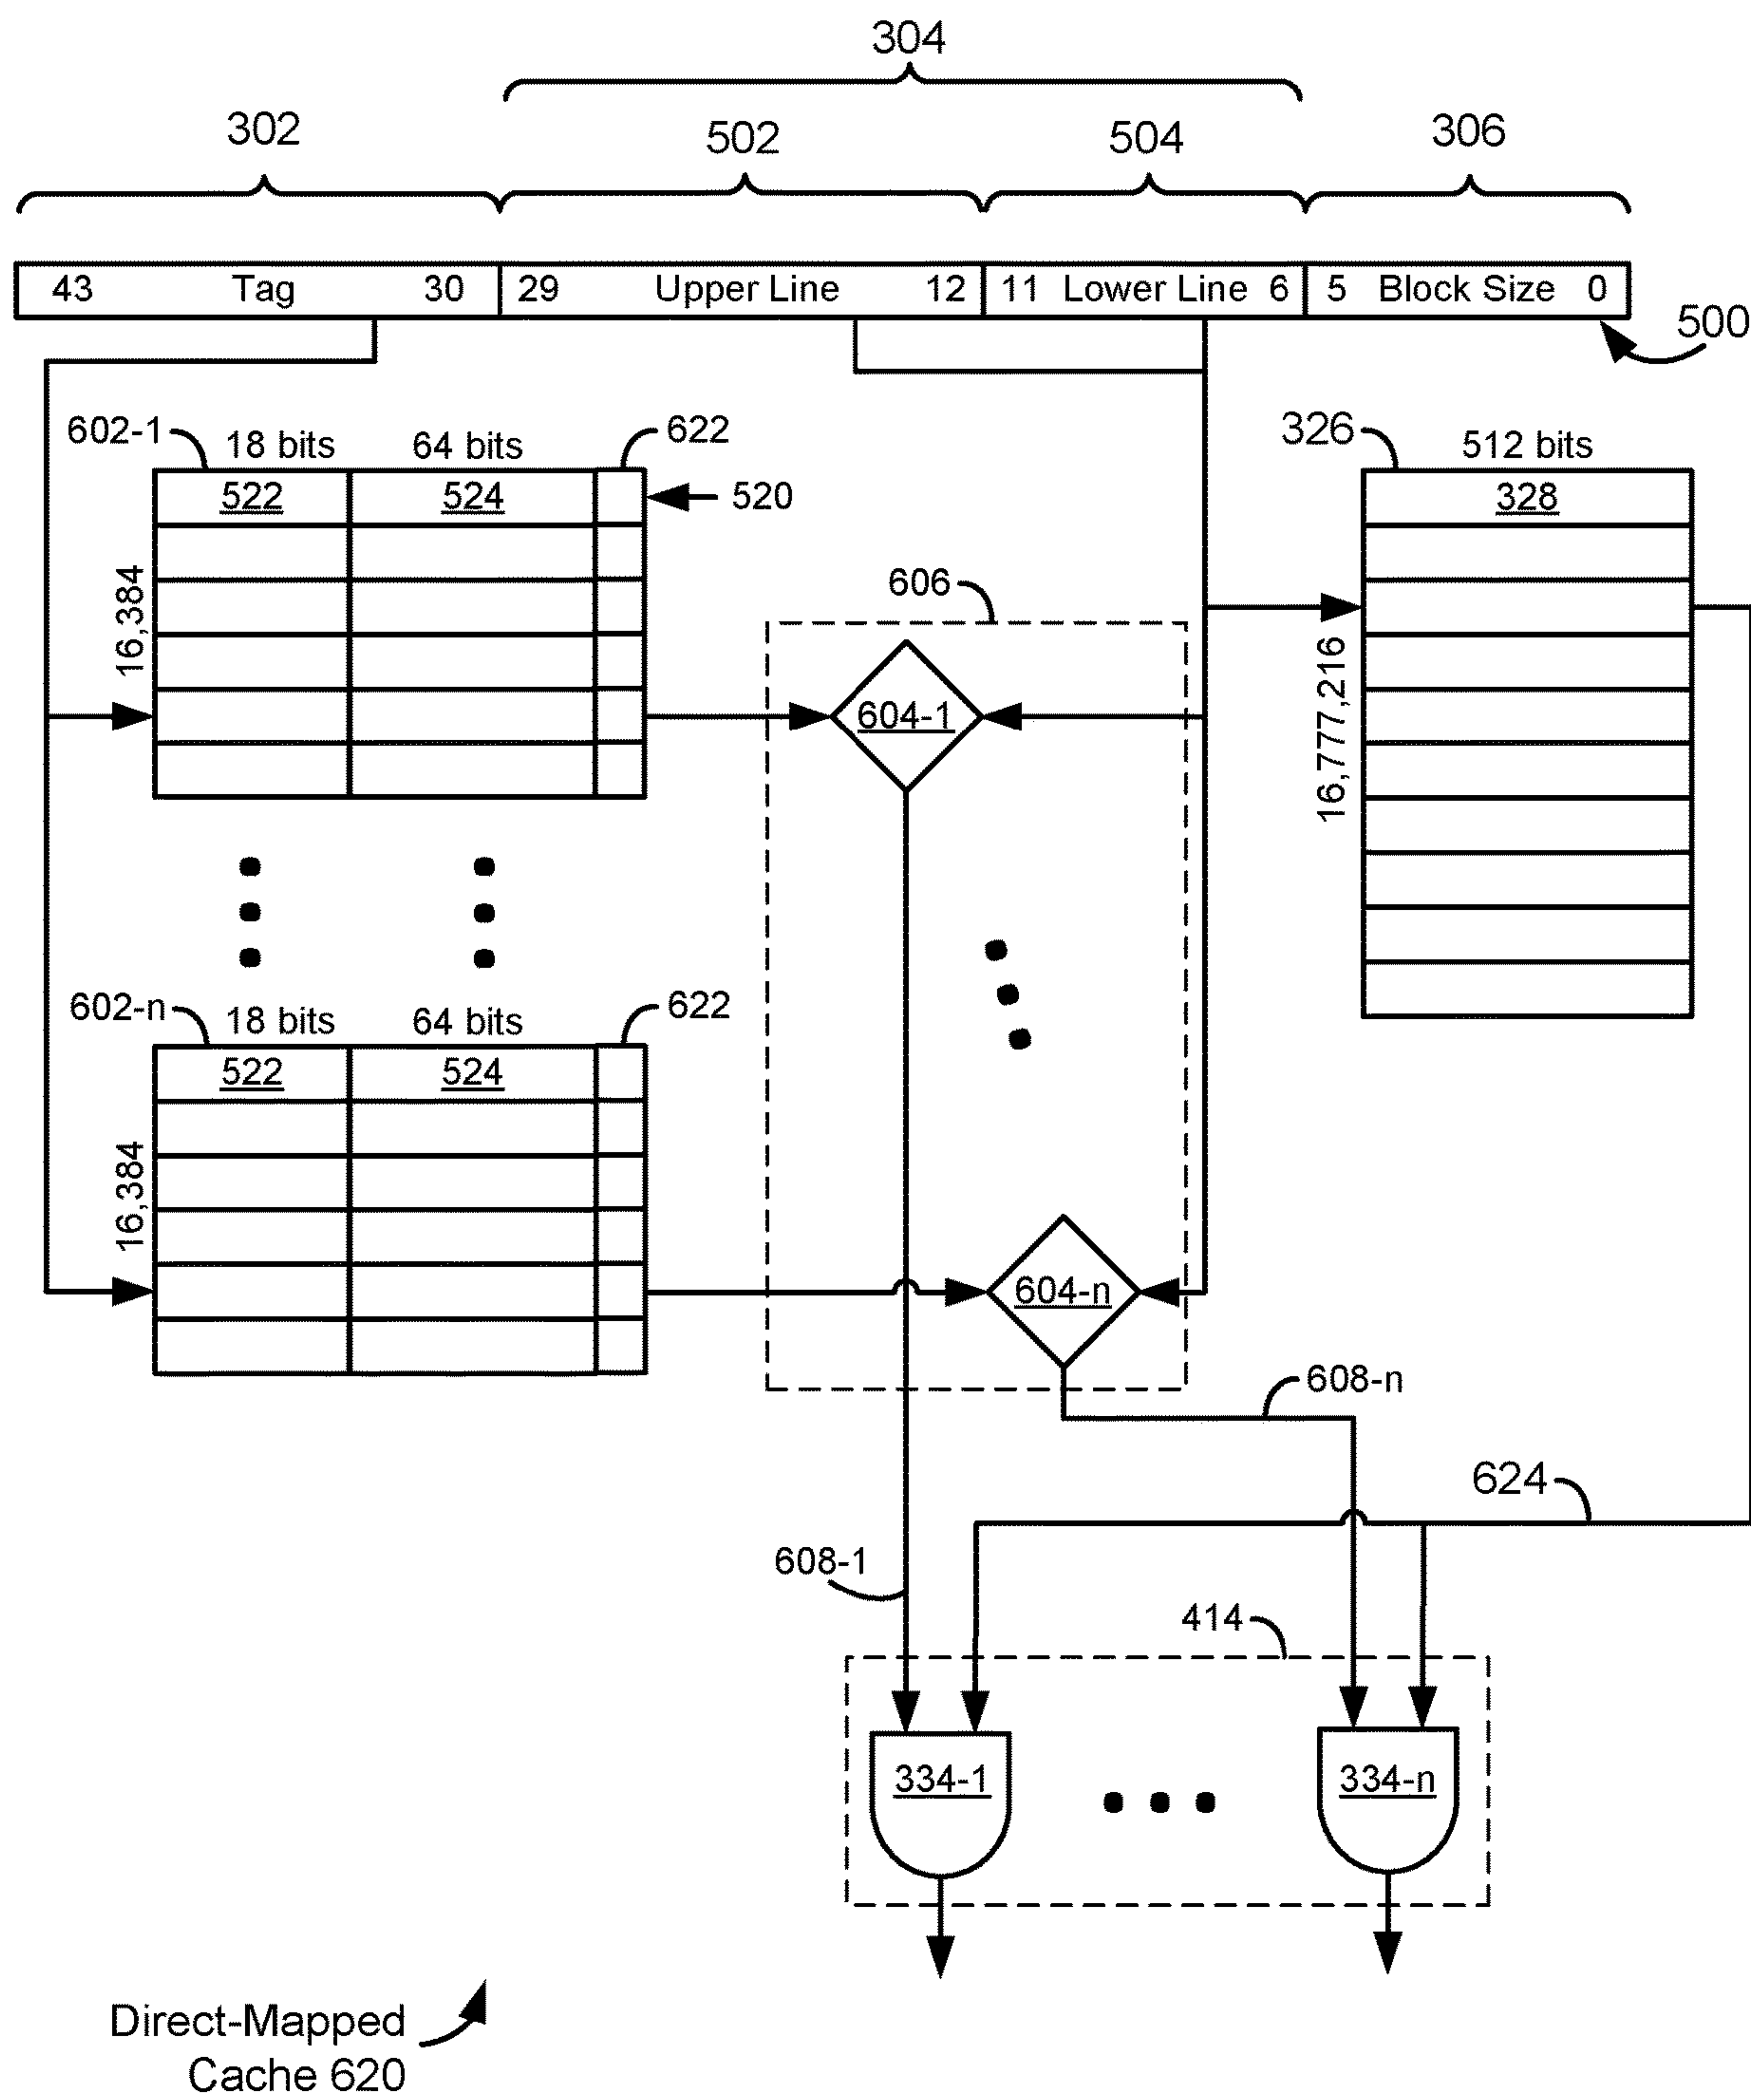 304
302
502
504
306
43 Tag 30 29 Upper Line 12 11 Lower Line 6 5 Block Size 0
500
602-1 18 bits 64 bits 622
326 512 bits
522 524 520
328
16,384
606
16,777,216
604-1
602-n 18 bits 64 bits 622
522 524
16,384
604-n
608-n
624
608-1
414
334-1
334-n
Direct-Mapped
Cache 620